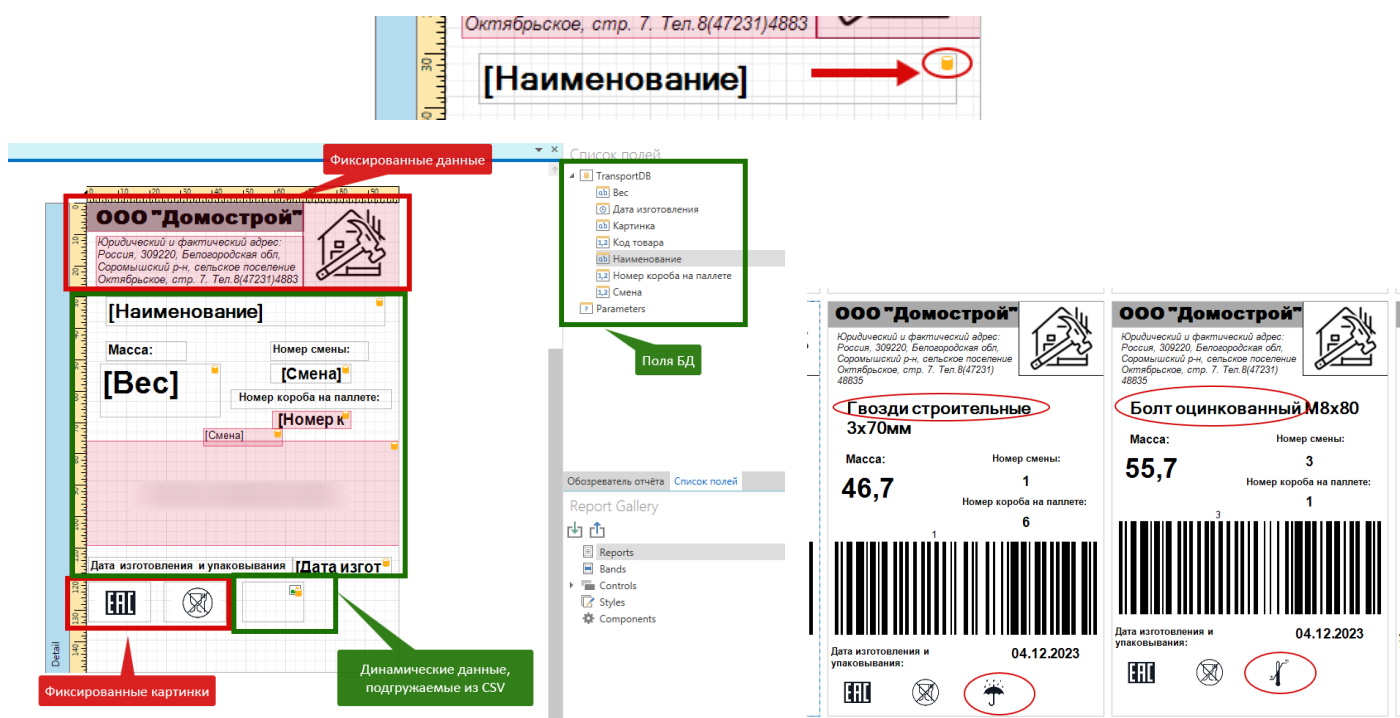 Октябрьское, стр. 7. Тел.8(47231)4883
30
[Наименование]
Фиксированные данные
Список полей
TransportDB
Вес
Дата изготовления
Картинка
Код товара
Наименование
Номер короба на паллете
Смена
Parameters
Поля БД
ООО "Домострой"
Юридический и фактический адрес:
Россия, 309220, Белогородская обл,
Соромышский р-н, сельское поселение
Октябрьское, стр. 7. Тел.8(47231)4883
[Наименование]
Масса:
Номер смены:
[Вес]
[Смена]
Номер короба на паллете:
[Номер к
[Смена]
Дата изготовления и упаковывания
[Дата изгот
EAC
Detail
Фиксированные картинки
Динамические данные,
подгружаемые из CSV
Обозреватель отчёта
Список полей
Report Gallery
Reports
Bands
Controls
Styles
Components
ООО "Домострой"
Юридический и фактический адрес:
Россия, 309220, Белогородская обл,
Соромышский р-н, сельское поселение
Октябрьское, стр. 7. Тел.8(47231)
48835
Гвозди строительные
3х70мм
Масса:
Номер смены:
46,7
1
Номер короба на паллете:
6
1
Дата изготовления и
упаковывания:
04.12.2023
EAC
ООО "Домострой"
Юридический и фактический адрес:
Россия, 309220, Белогородская обл,
Соромышский р-н, сельское поселение
Октябрьское, стр. 7. Тел.8(47231)
48835
Болт оцинкованный М8х80
Масса:
Номер смены:
55,7
3
Номер короба на паллете:
1
3
Дата изготовления и
упаковывания:
04.12.2023
EAC